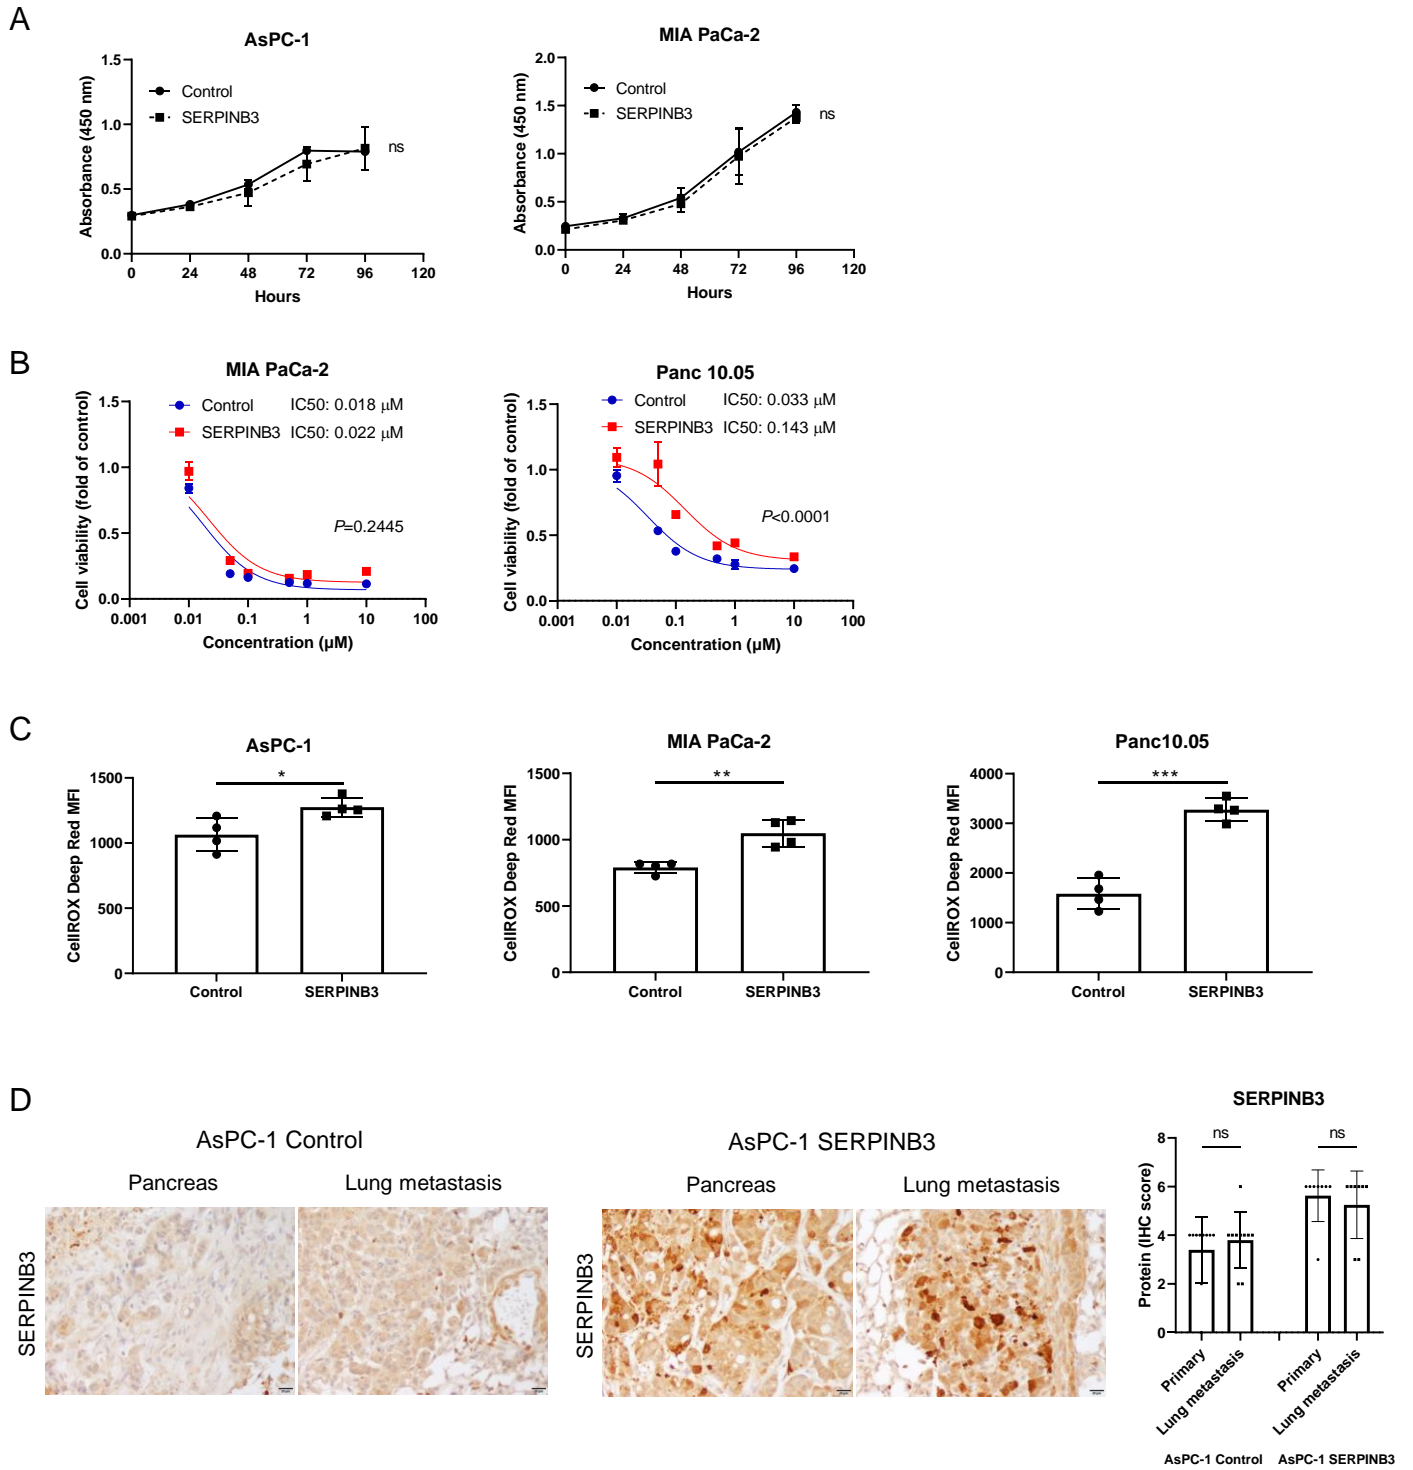 A
AsPC-1
Absorbance (450 nm)
1.5
1.0
0.5
0.0
Control
SERPINB3
ns
0 24 48 72 96 120
Hours
MIA PaCa-2
Absorbance (450 nm)
2.0
1.5
1.0
0.5
0.0
Control
SERPINB3
ns
0 24 48 72 96 120
Hours
B
MIA PaCa-2
Cell viability (fold of control)
1.5
1.0
0.5
0.0
Control IC50: 0.018 μM
SERPINB3 IC50: 0.022 μM
P=0.2445
0.001 0.01 0.1 1 10 100
Concentration (μM)
Panc 10.05
Cell viability (fold of control)
1.5
1.0
0.5
0.0
Control IC50: 0.033 μM
SERPINB3 IC50: 0.143 μM
P<0.0001
0.001 0.01 0.1 1 10 100
Concentration (μM)
C
AsPC-1
CellROX Deep Red MFI
1500
1000
500
0
*
Control SERPINB3
MIA PaCa-2
CellROX Deep Red MFI
1500
1000
500
0
**
Control SERPINB3
Panc10.05
CellROX Deep Red MFI
4000
3000
2000
1000
0
***
Control SERPINB3
D
AsPC-1 Control
Pancreas Lung metastasis
SERPINB3
AsPC-1 SERPINB3
Pancreas Lung metastasis
SERPINB3
SERPINB3
Protein (IHC score)
8
6
4
2
0
ns ns
Primary
Lung metastasis
Primary
Lung metastasis
AsPC-1 Control AsPC-1 SERPINB3